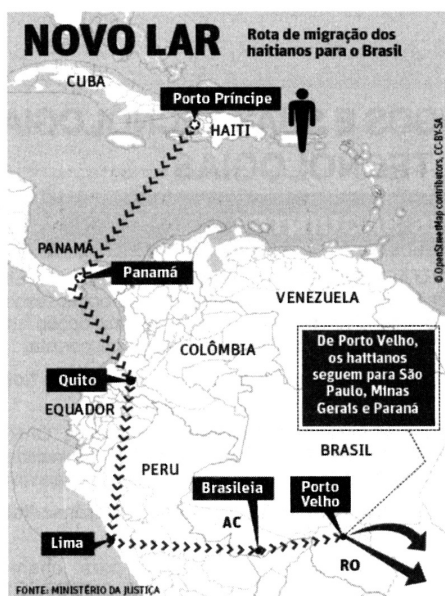 NOVO LAR
Rota de migração dos
haitianos para o Brasil
CUBA
Porto Príncipe
HAITI
© OpenStreetMap contributors, CC-BY-SA
PANAMÁ
Panamá
VENEZUELA
COLÔMBIA
De Porto Velho,
os haitianos
seguem para São
Paulo, Minas
Gerais e Paraná
Quito
EQUADOR
BRASIL
PERU
Brasileia
Porto
Velho
AC
Lima
RO
FONTE: MINISTÉRIO DA JUSTIÇA